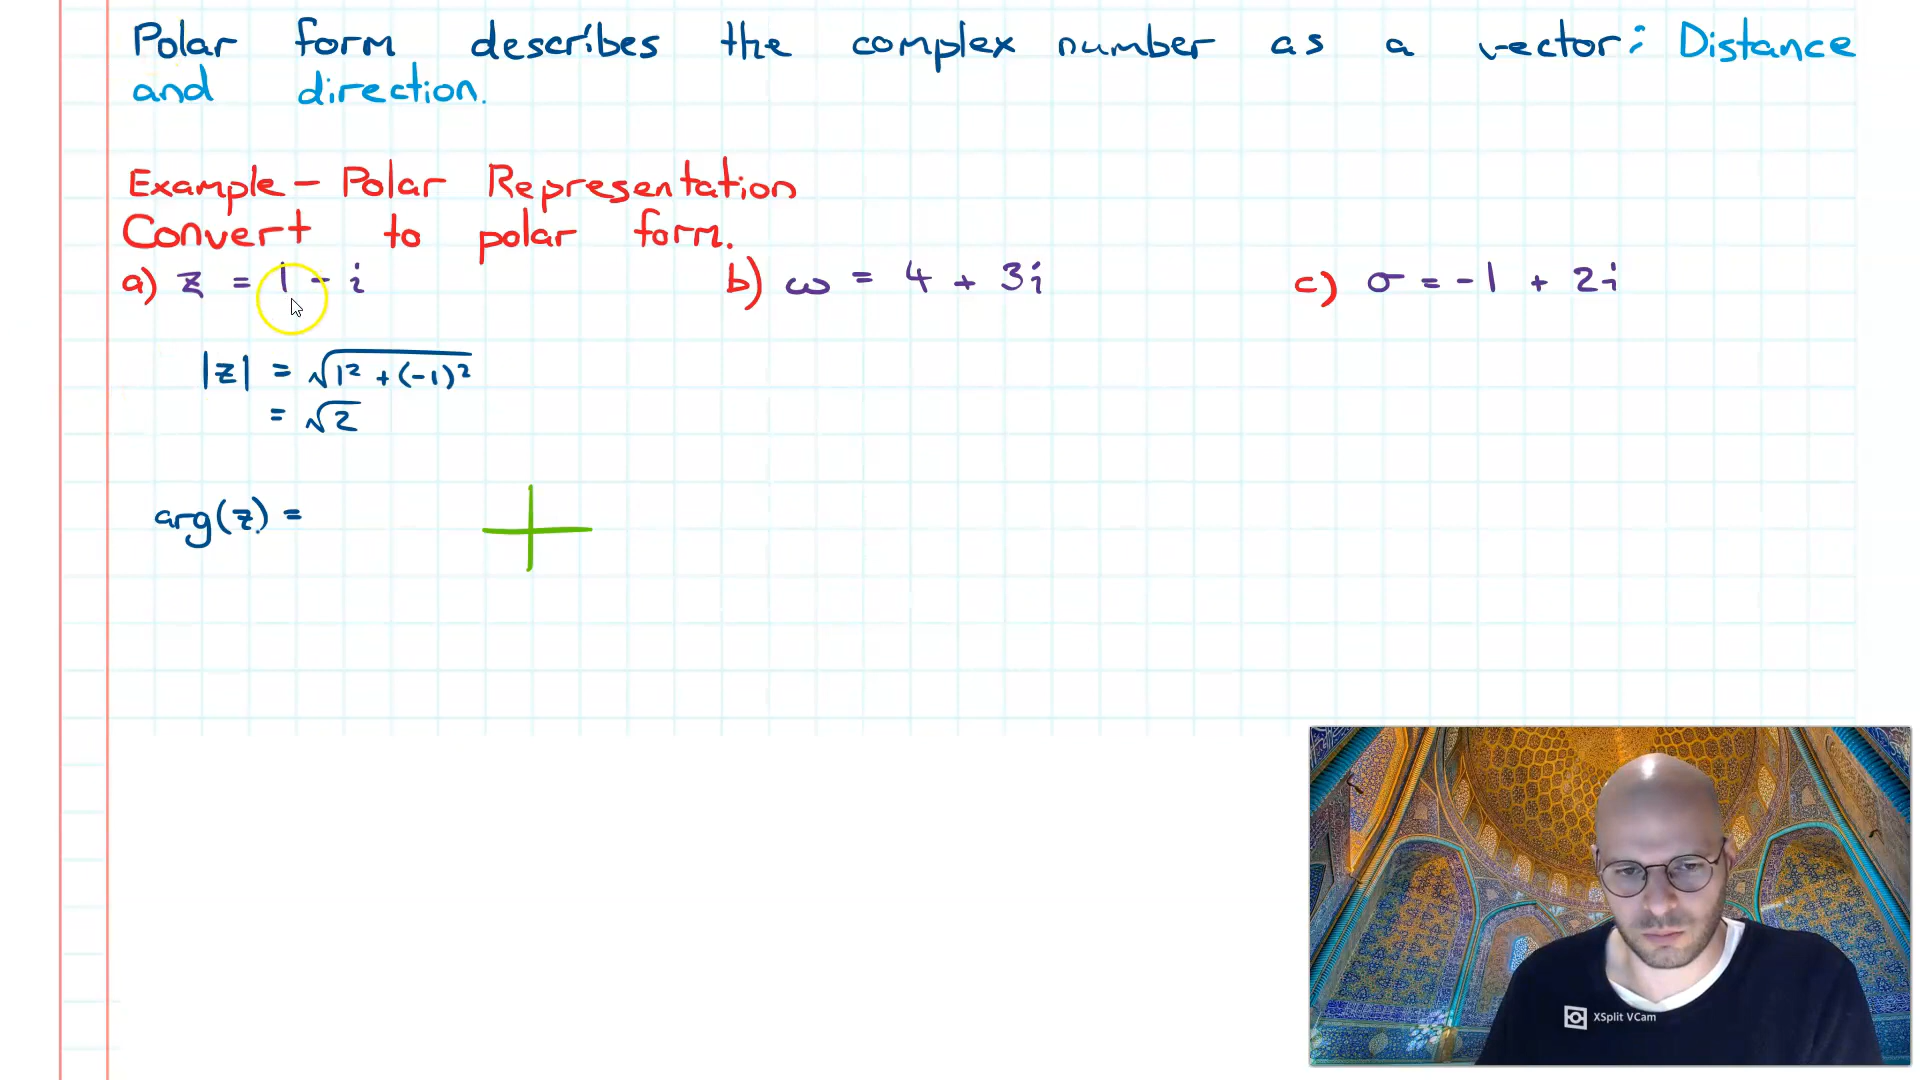 Polar form describes the complex number as a vector: Distance
and direction.
Example - Polar Representation
Convert to polar form.
a) z = 1 - i
b) ω = 4 + 3i
c) σ = -1 + 2i
|z| = √1² + (-1)²
= √2
arg(z) =
XSplit VCam